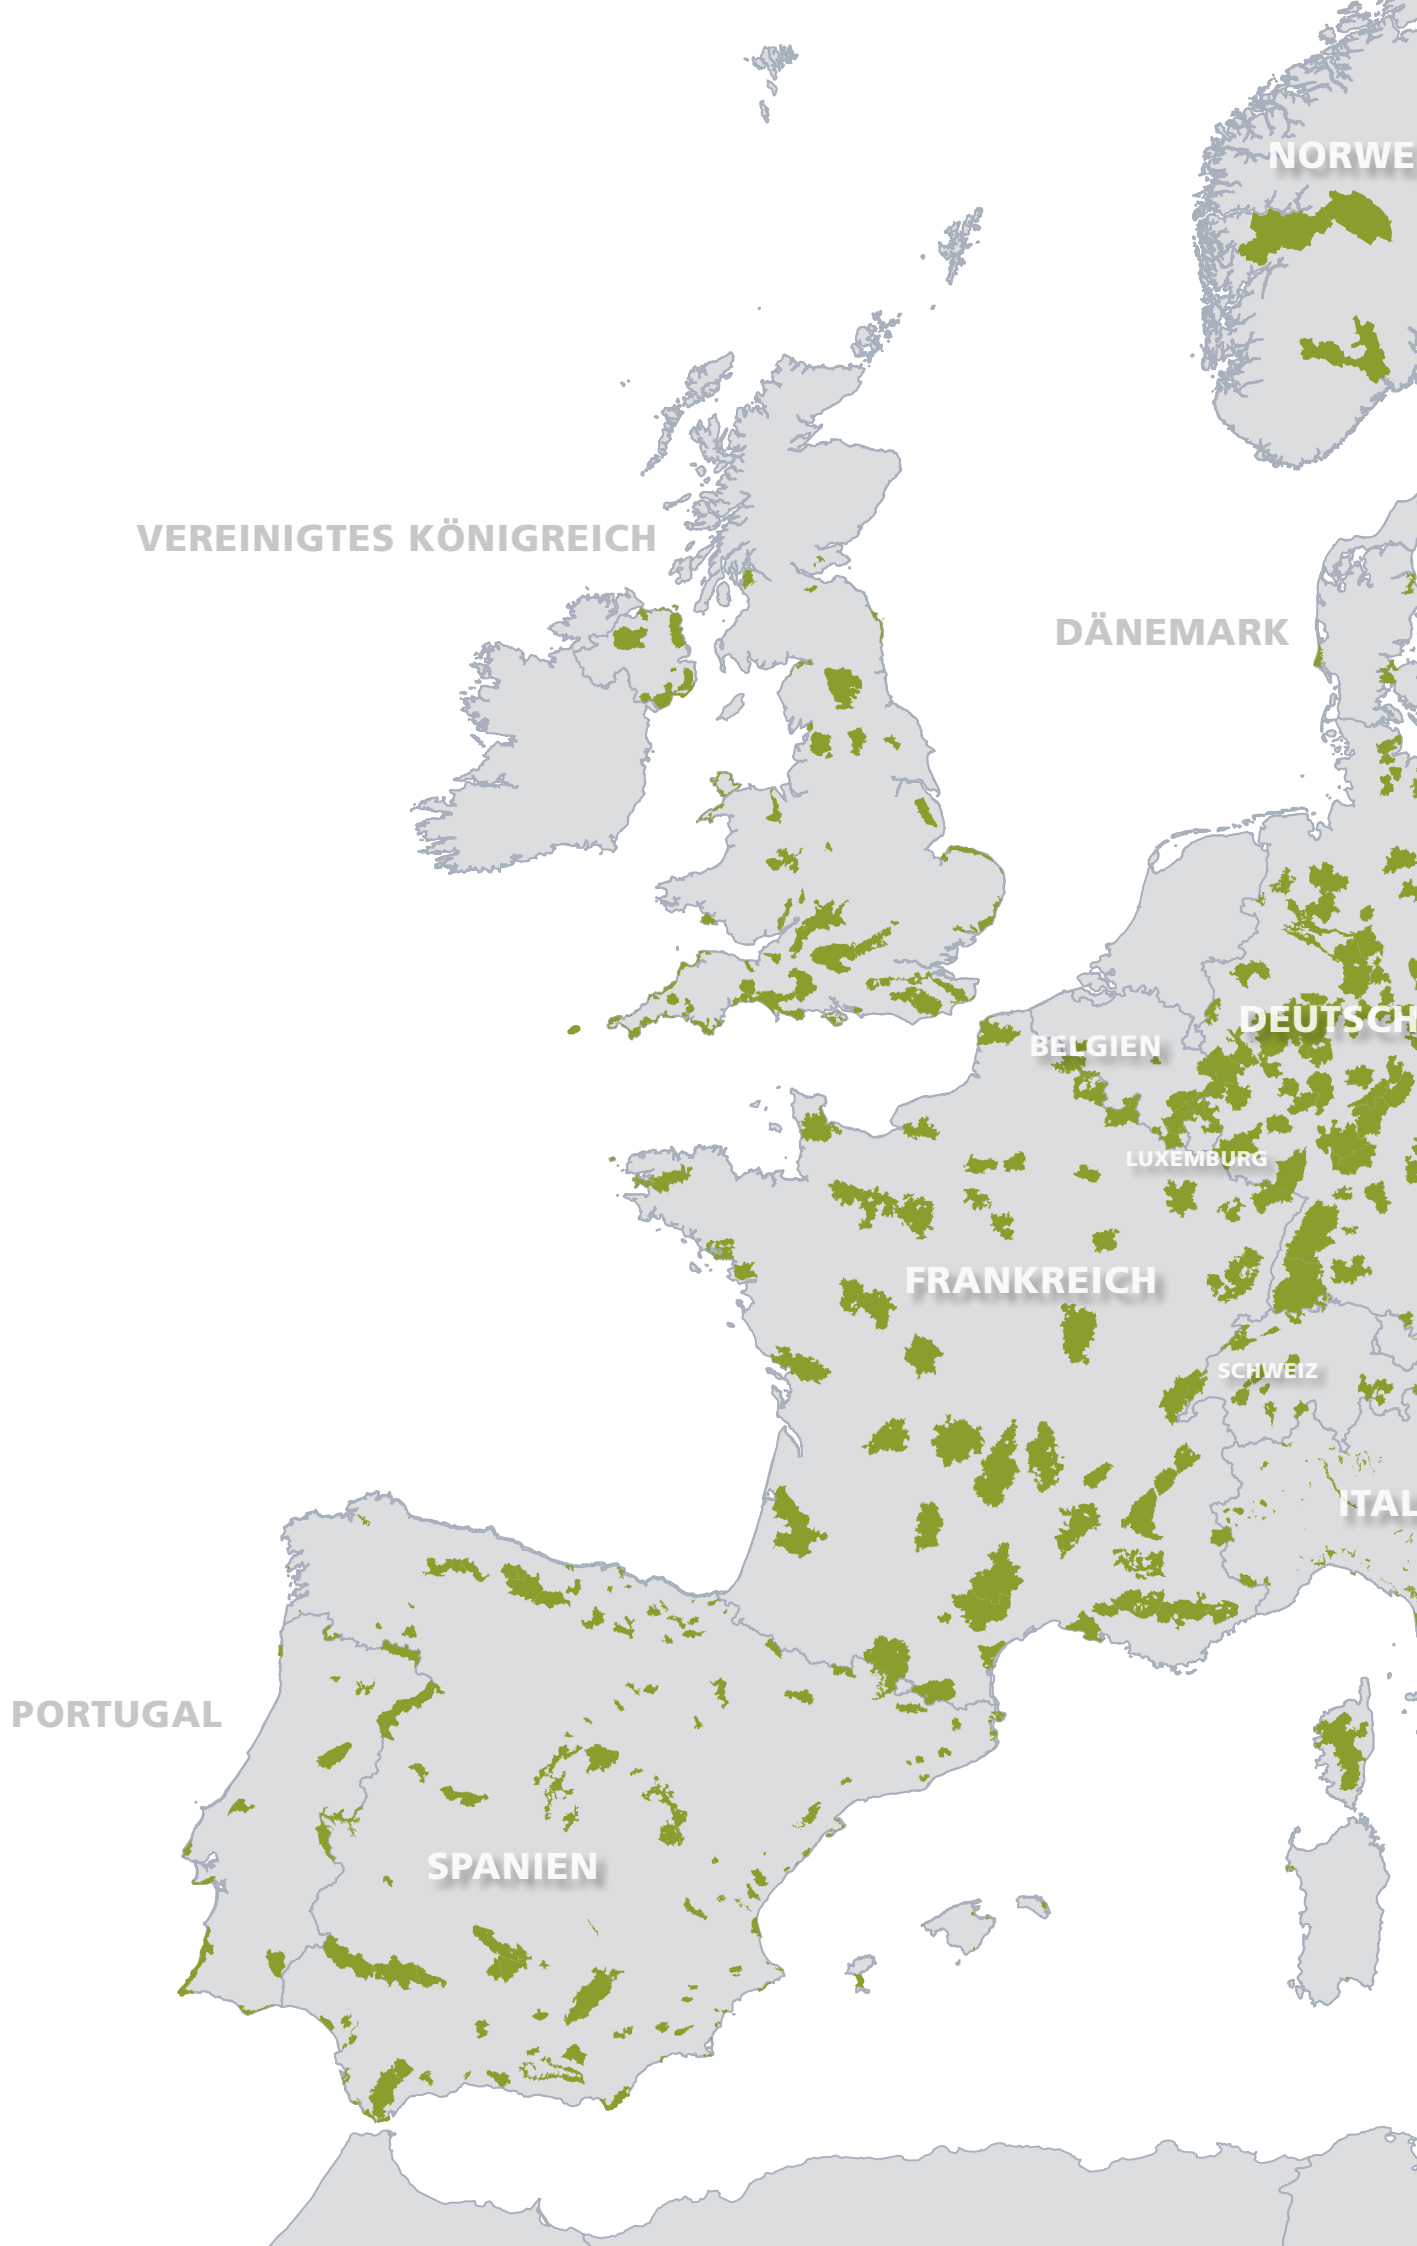 NORWE
VEREINIGTES KÖNIGREICH
DÄNEMARK
DEUTSCH
BELGIEN
LUXEMBURG
FRANKREICH
SCHWEIZ
ITAL
PORTUGAL
SPANIEN